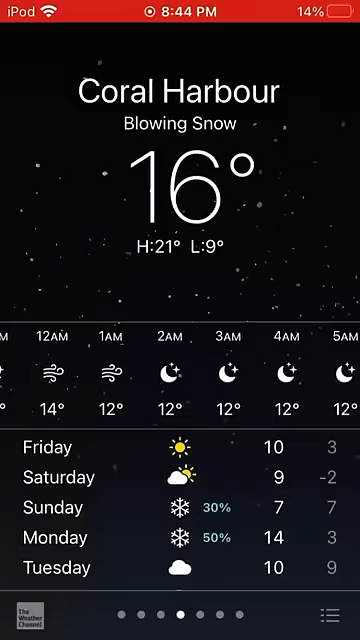 iPod 8:44 PM 14%
Coral Harbour
Blowing Snow
16°
H:21° L:9°
M 12AM 1AM 2AM 3AM 4AM 5AM
° 14° 12° 12° 12° 12° 12°
Friday 10 3
Saturday 9 -2
Sunday 30% 7 7
Monday 50% 14 3
Tuesday 10 9
The
Weather
Channel